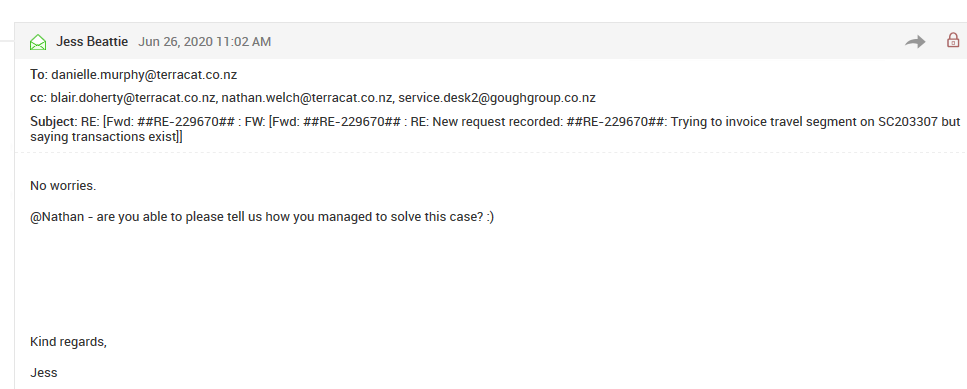 Jess Beattie Jun 26, 2020 11:02 AM
To: danielle.murphy@terracat.co.nz
cc: blair.doherty@terracat.co.nz, nathan.welch@terracat.co.nz, service.desk2@goughgroup.co.nz
Subject: RE: [Fwd: ##RE-229670## : FW: [Fwd: ##RE-229670## : RE: New request recorded: ##RE-229670##: Trying to invoice travel segment on SC203307 but
saying transactions exist]]
No worries.
@Nathan - are you able to please tell us how you managed to solve this case? :)
Kind regards,
Jess